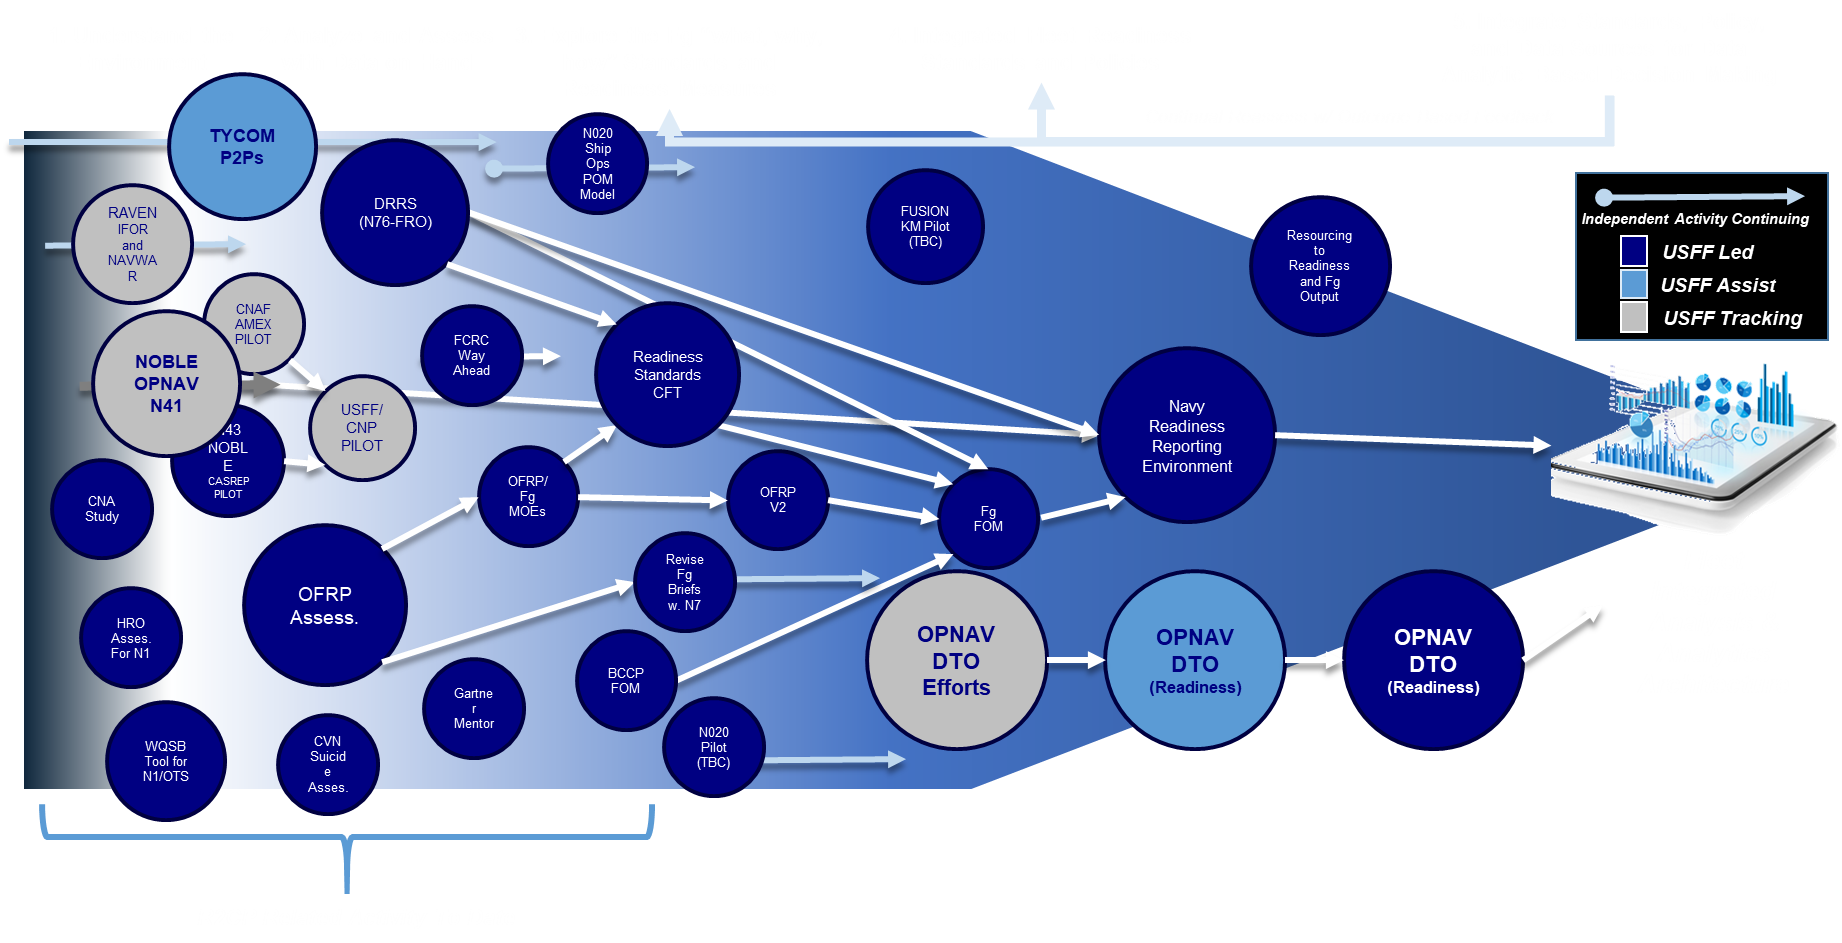 TYCOM
P2Ps
N020
Ship
Ops
POM
Model
DRRS
(N76-FRO)
RAVEN
IFOR
and
NAVWA
R
FUSION
KM Pilot
(TBC)
Resourcing
to
Readiness
and Fg
Output
Independent Activity Continuing
USFF Led
USFF Assist
USFF Tracking
CNAF
AMEX
PILOT
NOBLE
OPNAV
N41
FCRC
Way
Ahead
Readiness
Standards
CFT
USFF/
CNP
PILOT
.43
NOBL
E
CASREP
PILOT
Navy
Readiness
Reporting
Environment
CNA
Study
OFRP/
Fg
MOEs
OFRP
V2
Fg
FOM
OFRP
Assess.
Revise
Fg
Briefs
w. N7
HRO
Asses.
For N1
BCCP
FOM
OPNAV
DTO
Efforts
OPNAV
DTO
(Readiness)
OPNAV
DTO
(Readiness)
Gartne
r
Mentor
WQSB
Tool for
N1/OTS
CVN
Suicid
e
Asses.
N020
Pilot
(TBC)